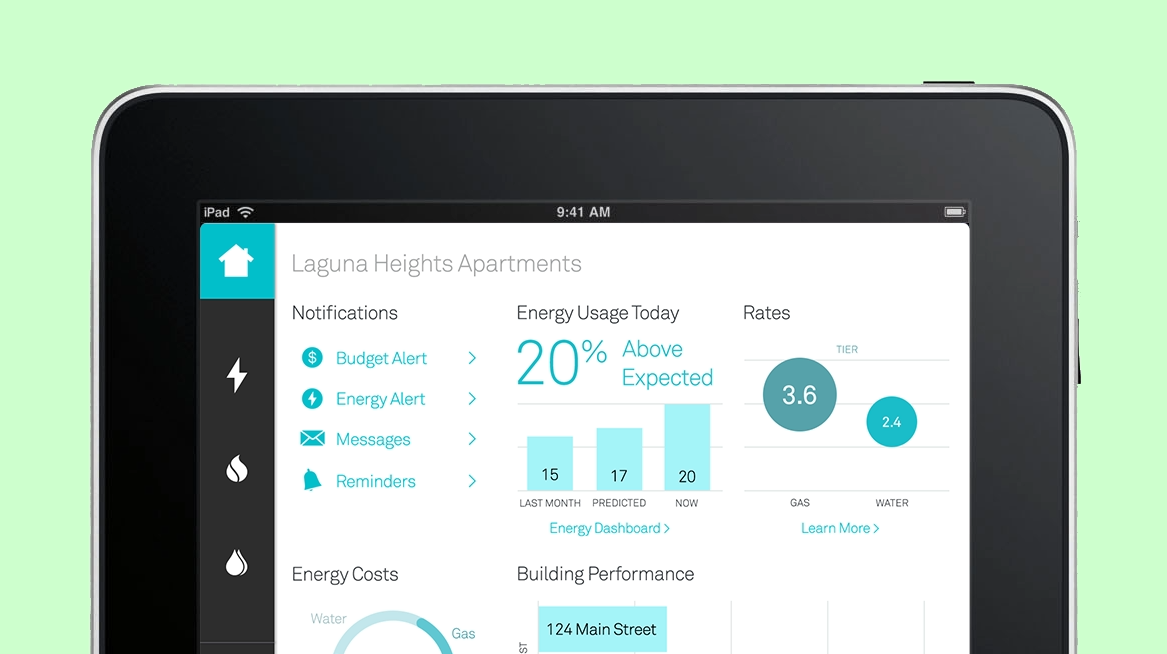 iPad
9:41 AM
Laguna Heights Apartments
Notifications
$
Budget Alert
Energy Alert
Messages
Reminders
Energy Usage Today
20% Above
Expected
15
17
20
LAST MONTH
PREDICTED
NOW
Energy Dashboard >
Rates
TIER
3.6
2.4
GAS
WATER
Learn More >
Energy Costs
Water
Gas
Building Performance
124 Main Street